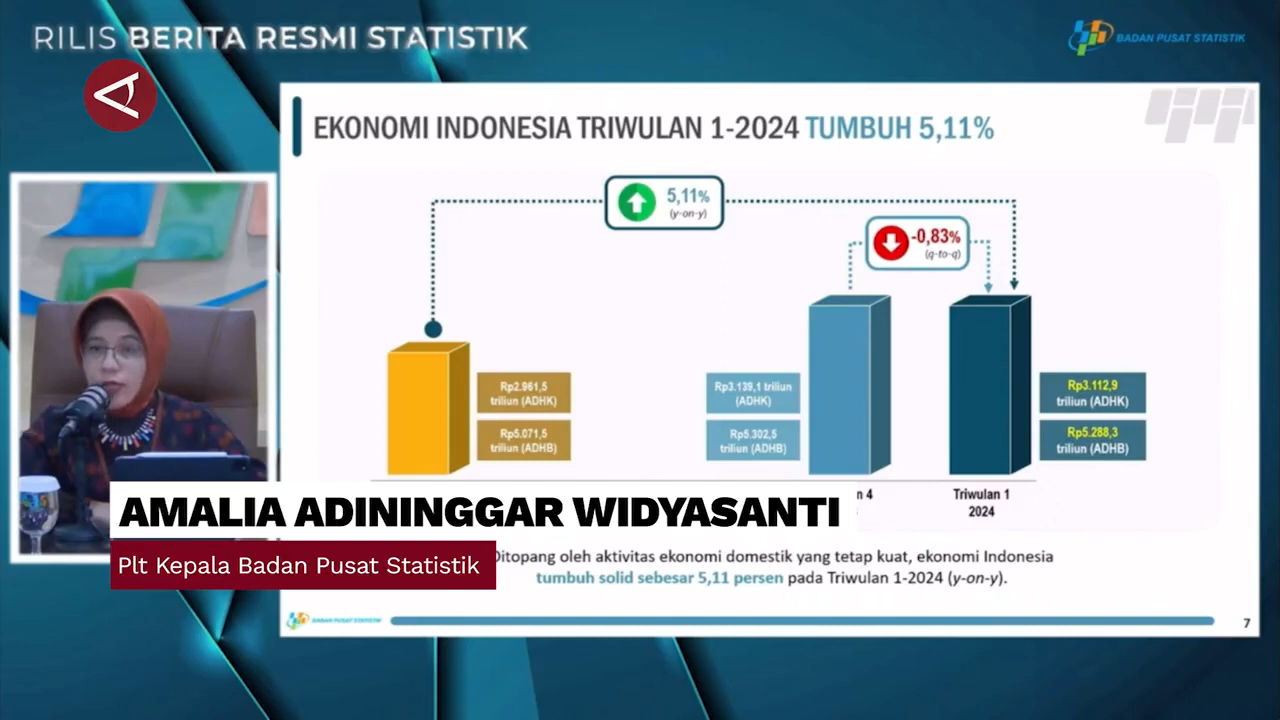 RILIS BERITA RESMI STATISTIK
BADAN PUSAT STATISTIK
EKONOMI INDONESIA TRIWULAN 1-2024 TUMBUH 5,11%
5,11%
(y-on-y)
-0,83%
(q-to-q)
Rp2.961,5
triliun (ADHK)
Rp5.071,5
triliun (ADHB)
Rp3.139,1 triliun
(ADHK)
Rp5.302,5
triliun (ADHB)
Rp3.112,9
triliun (ADHK)
Rp5.288,3
triliun (ADHB)
n 4
Triwulan 1
2024
AMALIA ADININGGAR WIDYASANTI
Plt Kepala Badan Pusat Statistik
Ditopang oleh aktivitas ekonomi domestik yang tetap kuat, ekonomi Indonesia
tumbuh solid sebesar 5,11 persen pada Triwulan 1-2024 (y-on-y).
BADAN PUSAT STATISTIK
7